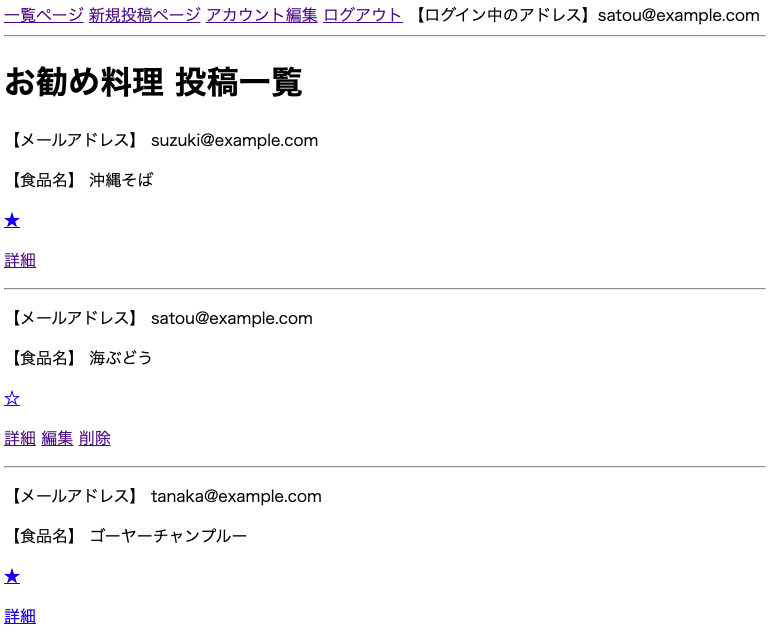 一覧ページ 新規投稿ページ アカウント編集 ログアウト 【ログイン中のアドレス】satou@example.com
お勧め料理 投稿一覧
【メールアドレス】 suzuki@example.com
【食品名】 沖縄そば
★
詳細
【メールアドレス】 satou@example.com
【食品名】 海ぶどう
☆
詳細 編集 削除
【メールアドレス】 tanaka@example.com
【食品名】 ゴーヤーチャンプルー
★
詳細